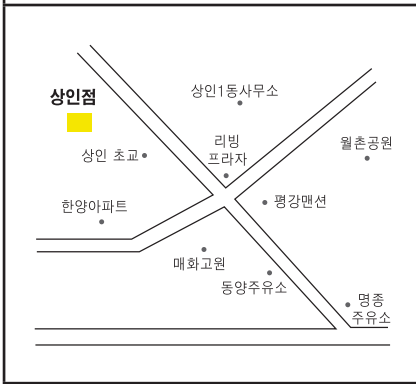 상인점
상인1동사무소
리빙
프라자
월촌공원
상인 초교
한양아파트
평강맨션
매화고원
동양주유소
명종
주유소